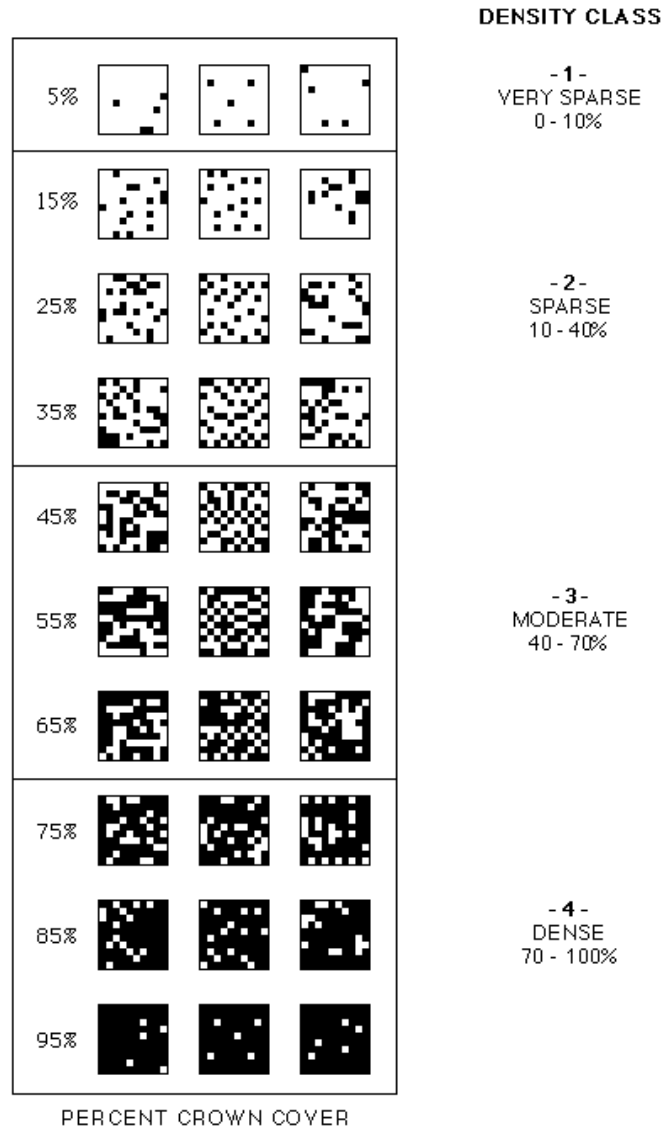 DENSITY CLASS
5%
- 1 -
VERY SPARSE
0 - 10%
15%
25%
- 2 -
SPARSE
10 - 40%
35%
45%
55%
- 3 -
MODERATE
40 - 70%
65%
75%
85%
- 4 -
DENSE
70 - 100%
95%
PERCENT CROWN COVER